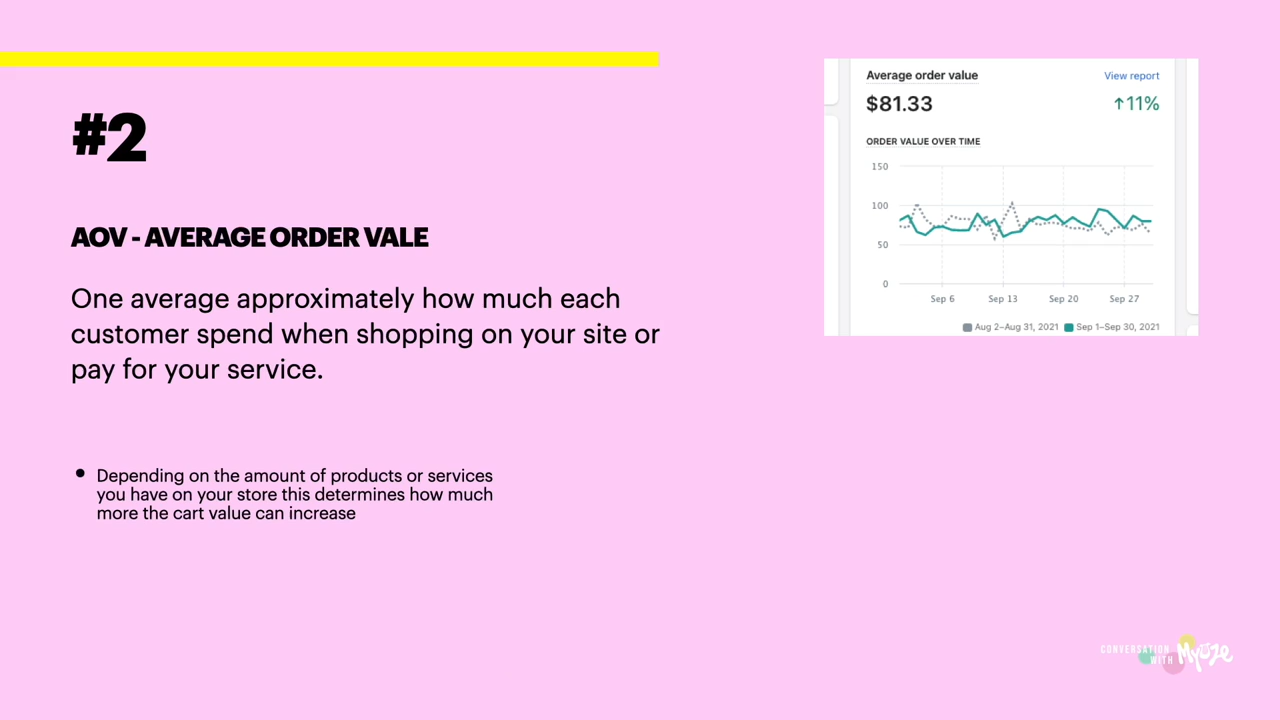 #2
AOV - AVERAGE ORDER VALE
One average approximately how much each
customer spend when shopping on your site or
pay for your service.
• Depending on the amount of products or services
you have on your store this determines how much
more the cart value can increase
Average order value
View report
$81.33
↑11%
ORDER VALUE OVER TIME
150
100
50
0
Sep 6
Sep 13
Sep 20
Sep 27
Aug 2–Aug 31, 2021
Sep 1–Sep 30, 2021
CONVERSATION
WITH
Myoze